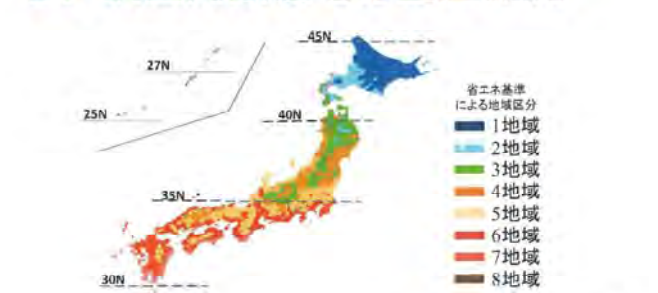 45N
27N
25N
40N
35N
30N
省エネ基準
による地域区分
1地域
2地域
3地域
4地域
5地域
6地域
7地域
8地域